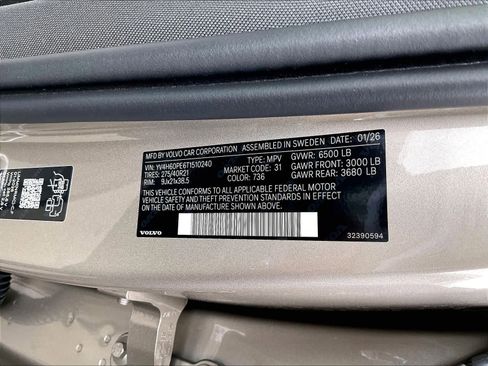 MFD BY VOLVO CAR CORPORATION ASSEMBLED IN SWEDEN DATE: 01/26
VIN: YV4H60PE6T1510240 TYPE: MPV GVWR: 6500 LB
TIRES: 275/40R21 MARKET CODE: 31 GAWR FRONT: 3000 LB
RIM: 9Jx21x38.5 COLOR: 736 GAWR REAR: 3680 LB
THIS VEHICLE CONFORMS TO ALL APPLICABLE FEDERAL MOTOR
VEHICLE SAFETY AND THEFT PREVENTION STANDARDS IN EFFECT
ON THE DATE OF MANUFACTURE SHOWN ABOVE.
VOLVO 32390594